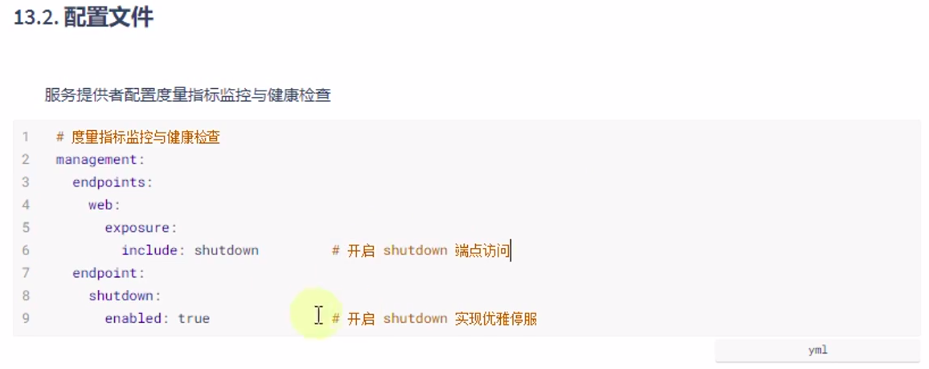 13.2. 配置文件
服务提供者配置度量指标监控与健康检查
1 # 度量指标监控与健康检查
2 management:
3 endpoints:
4 web:
5 exposure:
6 include: shutdown # 开启 shutdown 端点访问
7 endpoint:
8 shutdown:
9 enabled: true # 开启 shutdown 实现优雅停服
yml